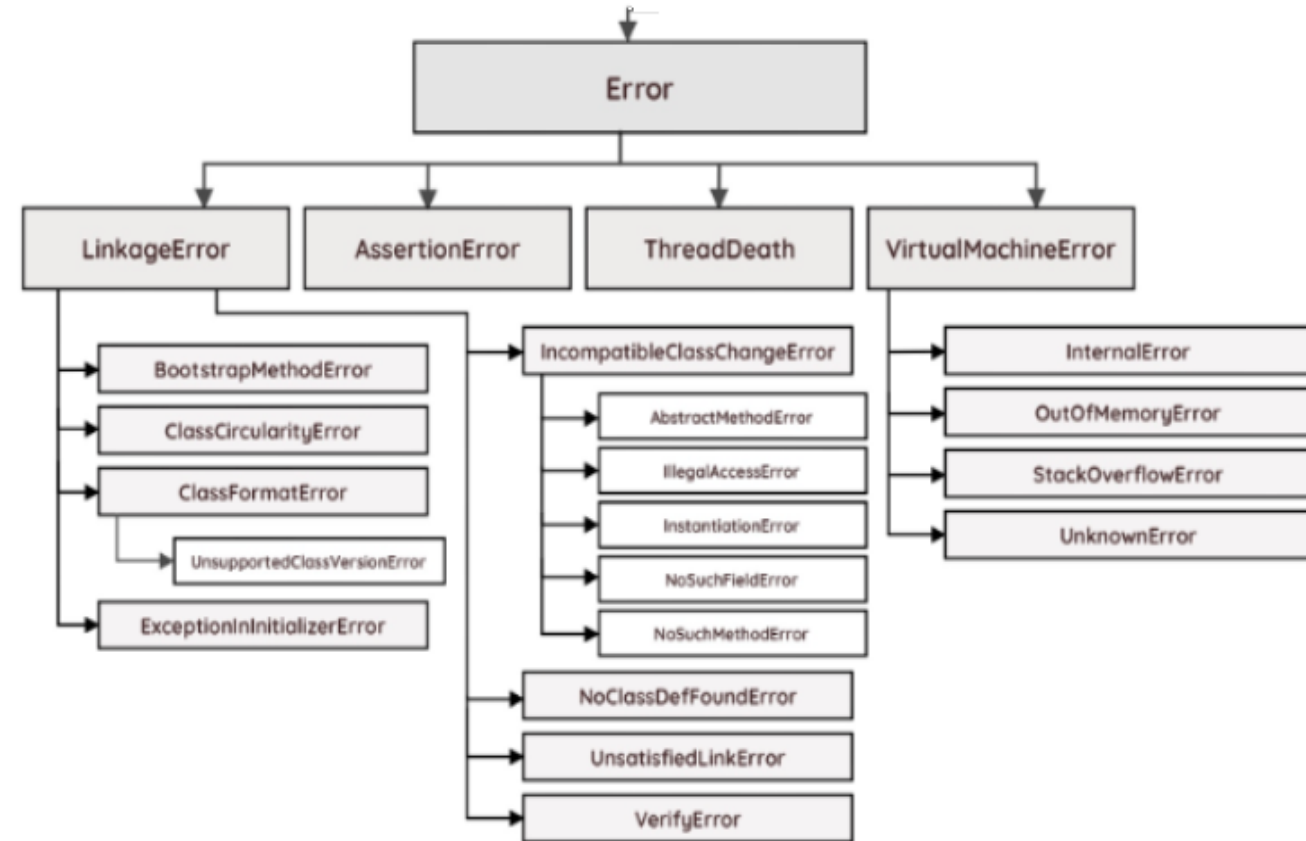 Error
LinkageError
AssertionError
ThreadDeath
VirtualMachineError
BootstrapMethodError
ClassCircularityError
ClassFormatError
UnsupportedClassVersionError
ExceptionInInitializerError
IncompatibleClassChangeError
AbstractMethodError
IllegalAccessError
InstantiationError
NoSuchFieldError
NoSuchMethodError
NoClassDefFoundError
UnsatisfiedLinkError
VerifyError
InternalError
OutOfMemoryError
StackOverflowError
UnknownError